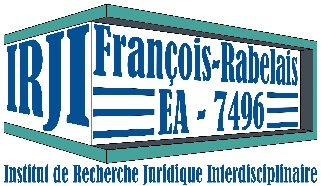 IRJI
François-Rabelais
EA - 7496
Institut de Recherche Juridique Interdisciplinaire